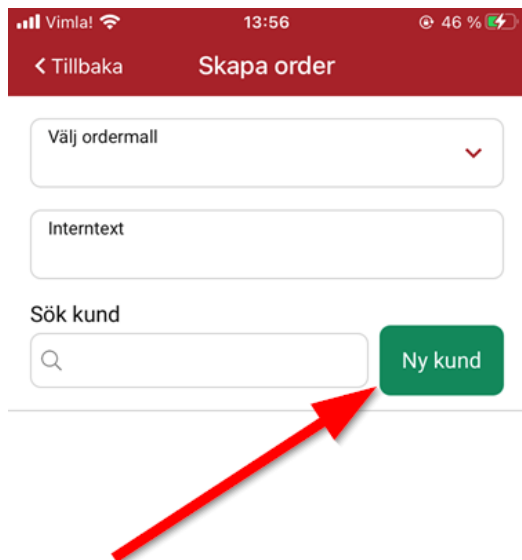 Vimla! 13:56 46 %
Tillbaka Skapa order
Välj ordermall
Interntext
Sök kund
Ny kund